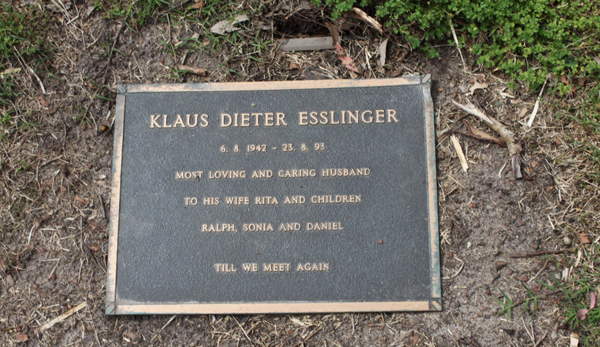 KLAUS DIETER ESSLINGER
6. 8. 1942 - 23. 8. 93
MOST LOVING AND CARING HUSBAND
TO HIS WIFE RITA AND CHILDREN
RALPH, SONIA AND DANIEL
TILL WE MEET AGAIN